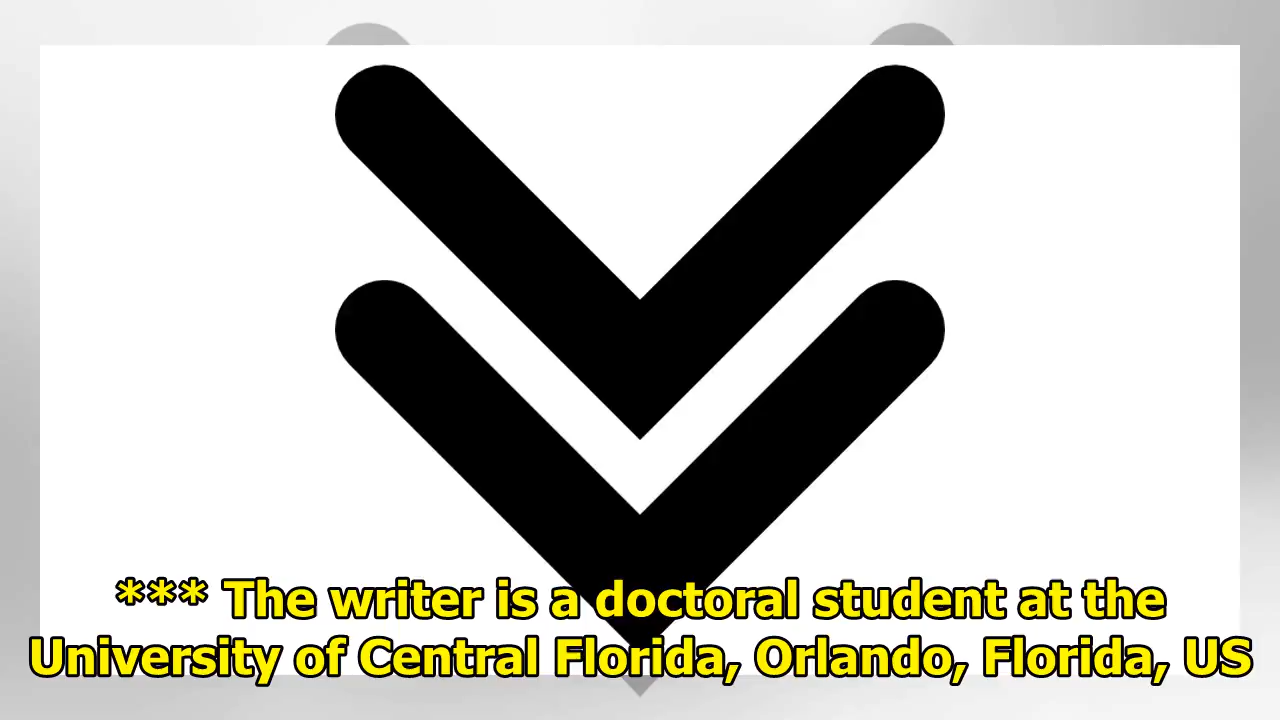 *** The writer is a doctoral student at the
University of Central Florida, Orlando, Florida, US